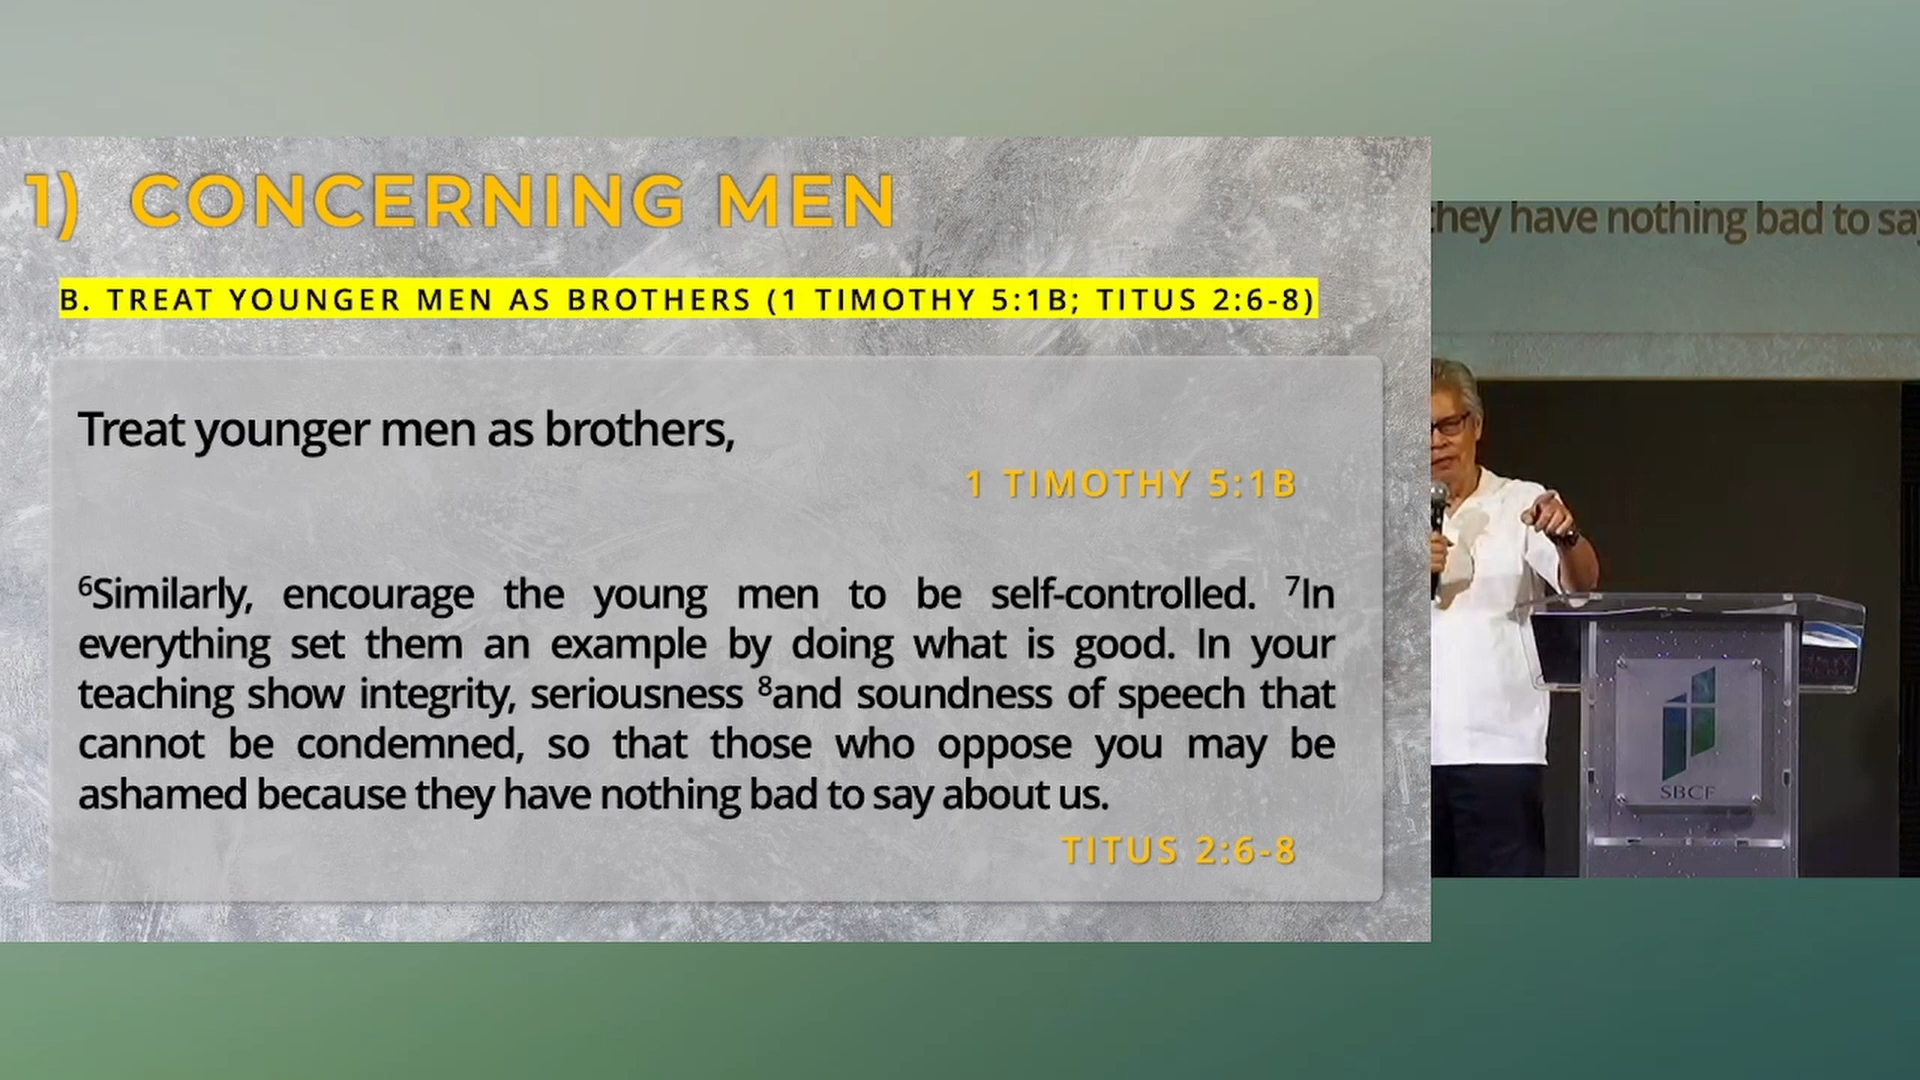 1) CONCERNING MEN
B. TREAT YOUNGER MEN AS BROTHERS (1 TIMOTHY 5:1B; TITUS 2:6-8)
Treat younger men as brothers,
1 TIMOTHY 5:1B
⁶Similarly, encourage the young men to be self-controlled. ⁷In
everything set them an example by doing what is good. In your
teaching show integrity, seriousness ⁸and soundness of speech that
cannot be condemned, so that those who oppose you may be
ashamed because they have nothing bad to say about us.
TITUS 2:6-8
they have nothing bad to say
SBCF